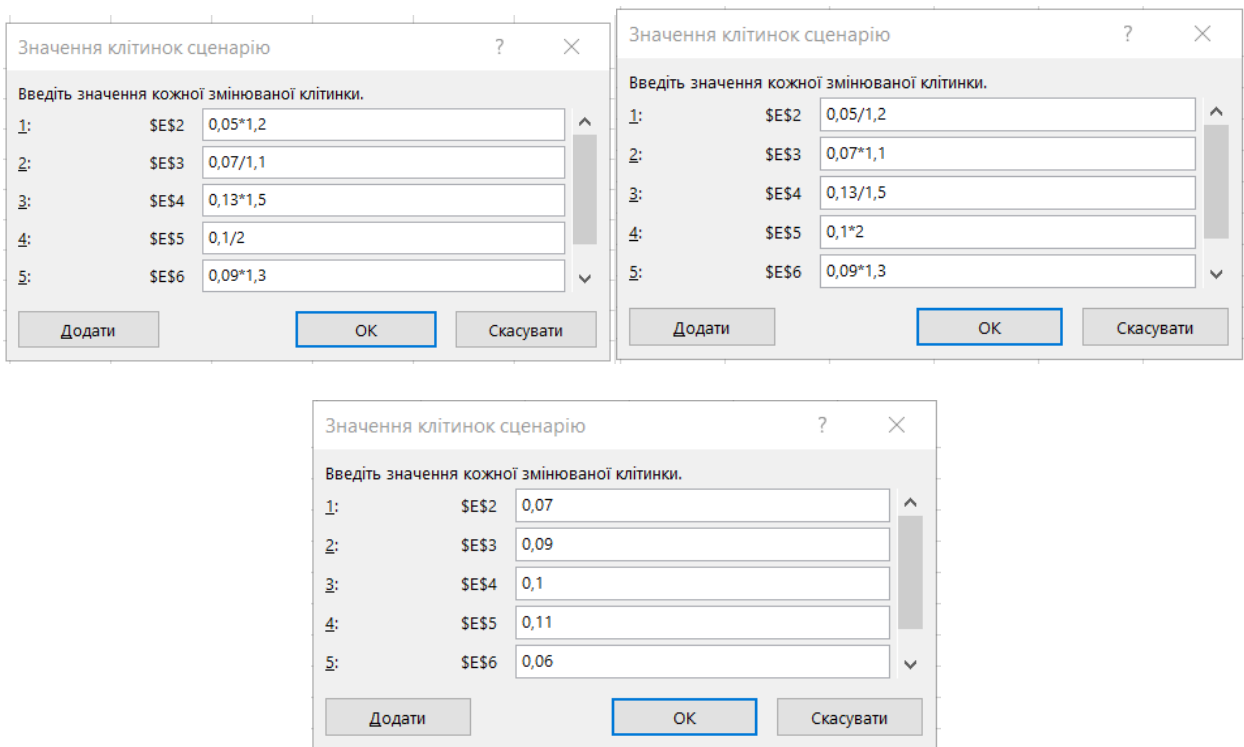 Значення клітинок сценарію ?
Введіть значення кожної змінюваної клітинки.
1: $E$2 0,05*1,2
2: $E$3 0,07/1,1
3: $E$4 0,13*1,5
4: $E$5 0,1/2
5: $E$6 0,09*1,3
Додати ОК Скасувати
Значення клітинок сценарію ?
Введіть значення кожної змінюваної клітинки.
1: $E$2 0,05/1,2
2: $E$3 0,07*1,1
3: $E$4 0,13/1,5
4: $E$5 0,1*2
5: $E$6 0,09*1,3
Додати ОК Скасувати
Значення клітинок сценарію ?
Введіть значення кожної змінюваної клітинки.
1: $E$2 0,07
2: $E$3 0,09
3: $E$4 0,1
4: $E$5 0,11
5: $E$6 0,06
Додати ОК Скасувати